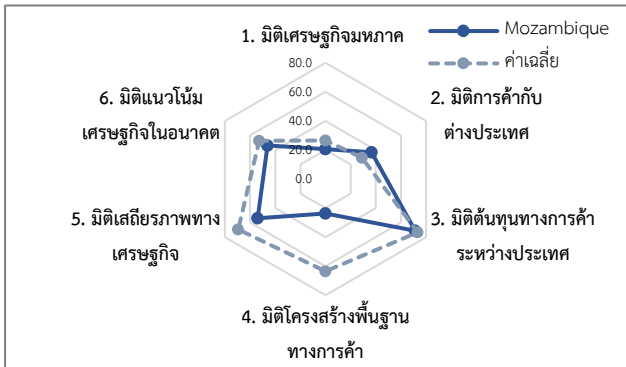 1. มิติเศรษฐกิจมหภาค
Mozambique
ค่าเฉลี่ย
80.0
60.0
40.0
20.0
0.0
2. มิติการค้ากับ
ต่างประเทศ
3. มิติต้นทุนทางการค้า
ระหว่างประเทศ
4. มิติโครงสร้างพื้นฐาน
ทางการค้า
5. มิติเสถียรภาพทาง
เศรษฐกิจ
6. มิติแนวโน้ม
เศรษฐกิจในอนาคต